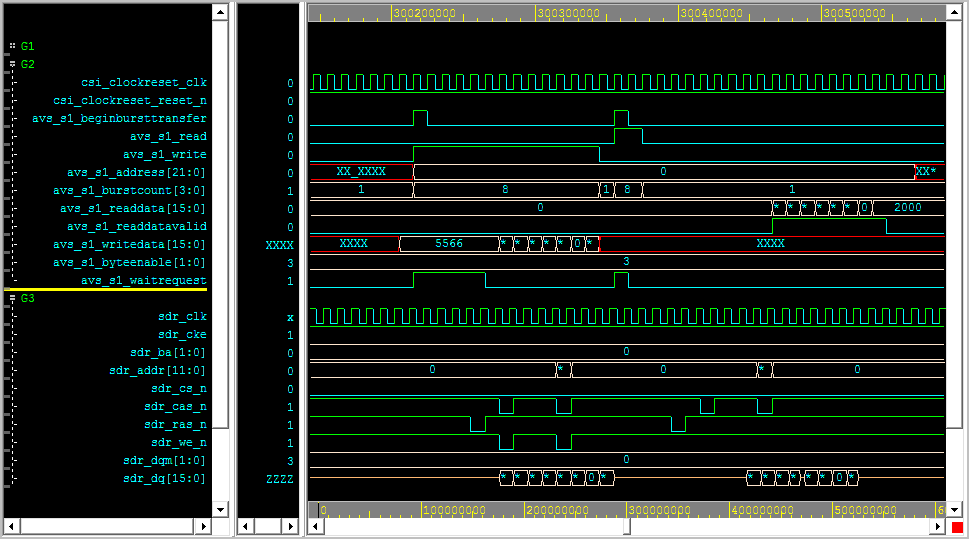 300200000 300300000 300400000 300500000
G1
G2
csi_clockreset_clk 0
csi_clockreset_reset_n 0
avs_s1_beginbursttransfer 0
avs_s1_read 0
avs_s1_write 0
avs_s1_address[21:0] 0 XX_XXXX 0 XX*
avs_s1_burstcount[3:0] 1 1 8 1 8 1
avs_s1_readdata[15:0] 0 0 * * * * * * 0 2000
avs_s1_readdatavalid 0
avs_s1_writedata[15:0] XXXX XXXX 5566 * * * * * 0 * XXXX
avs_s1_byteenable[1:0] 3 3
avs_s1_waitrequest 1
G3
sdr_clk x
sdr_cke 1
sdr_ba[1:0] 0 0
sdr_addr[11:0] 0 0 * 0 * 0
sdr_cs_n 0
sdr_cas_n 1
sdr_ras_n 1
sdr_we_n 1
sdr_dqm[1:0] 3 0
sdr_dq[15:0] ZZZZ * * * * * * 0 * * * * * * * 0 *
0 100000000 200000000 300000000 400000000 500000000